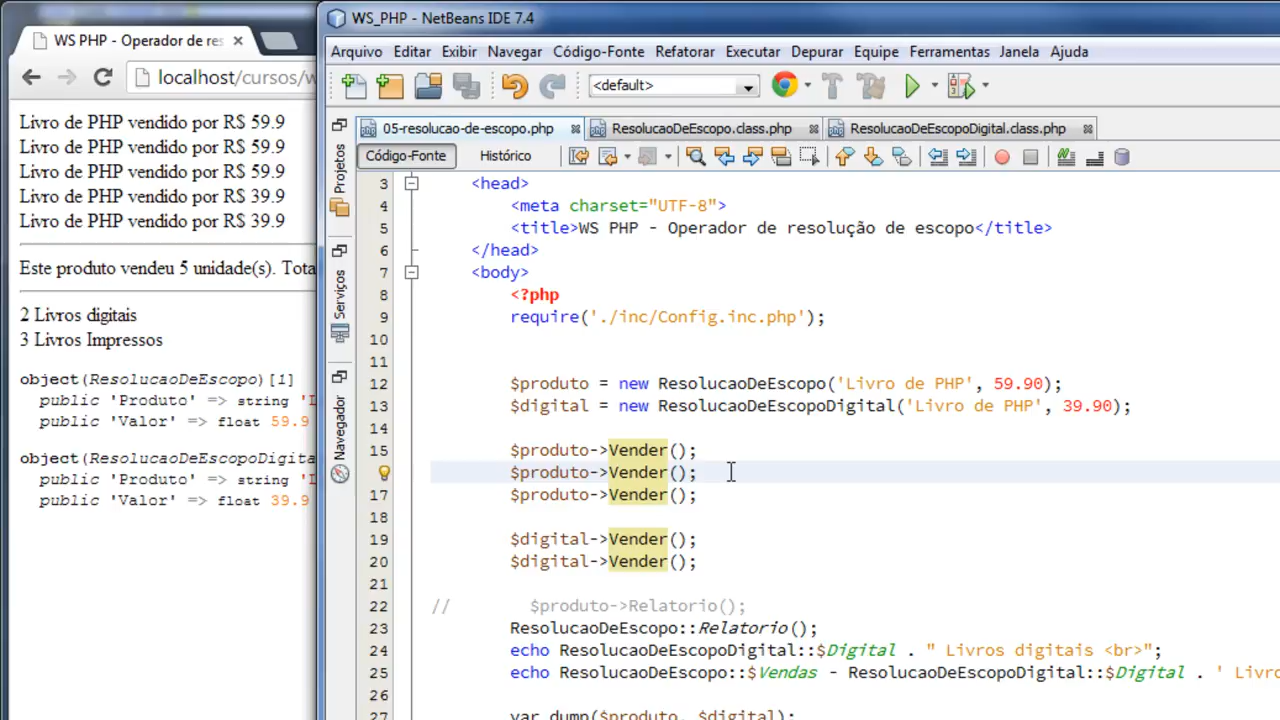 WS PHP - Operador de res
localhost/cursos/w
Livro de PHP vendido por R$ 59.9
Livro de PHP vendido por R$ 59.9
Livro de PHP vendido por R$ 59.9
Livro de PHP vendido por R$ 39.9
Livro de PHP vendido por R$ 39.9
Este produto vendeu 5 unidade(s). Tota
2 Livros digitais
3 Livros Impressos
object(ResolucaoDeEscopo)[1]
public 'Produto' => string 'L
public 'Valor' => float 59.9
object(ResolucaoDeEscopoDigita
public 'Produto' => string 'L
public 'Valor' => float 39.9
WS_PHP - NetBeans IDE 7.4
Arquivo Editar Exibir Navegar Código-Fonte Refatorar Executar Depurar Equipe Ferramentas Janela Ajuda
<default>
05-resolucao-de-escopo.php ResolucaoDeEscopo.class.php ResolucaoDeEscopoDigital.class.php
Código-Fonte Histórico
Projetos
Serviços
Navegador
3 <head>
4 <meta charset="UTF-8">
5 <title>WS PHP - Operador de resolução de escopo</title>
6 </head>
7 <body>
8 <?php
9 require('./inc/Config.inc.php');
10
11
12 $produto = new ResolucaoDeEscopo('Livro de PHP', 59.90);
13 $digital = new ResolucaoDeEscopoDigital('Livro de PHP', 39.90);
14
15 $produto->Vender();
$produto->Vender();
17 $produto->Vender();
18
19 $digital->Vender();
20 $digital->Vender();
21
22 // $produto->Relatorio();
23 ResolucaoDeEscopo::Relatorio();
24 echo ResolucaoDeEscopoDigital::$Digital . " Livros digitais <br>";
25 echo ResolucaoDeEscopo::$Vendas - ResolucaoDeEscopoDigital::$Digital . ' Livro
26
27 var_dump($produto, $digital);